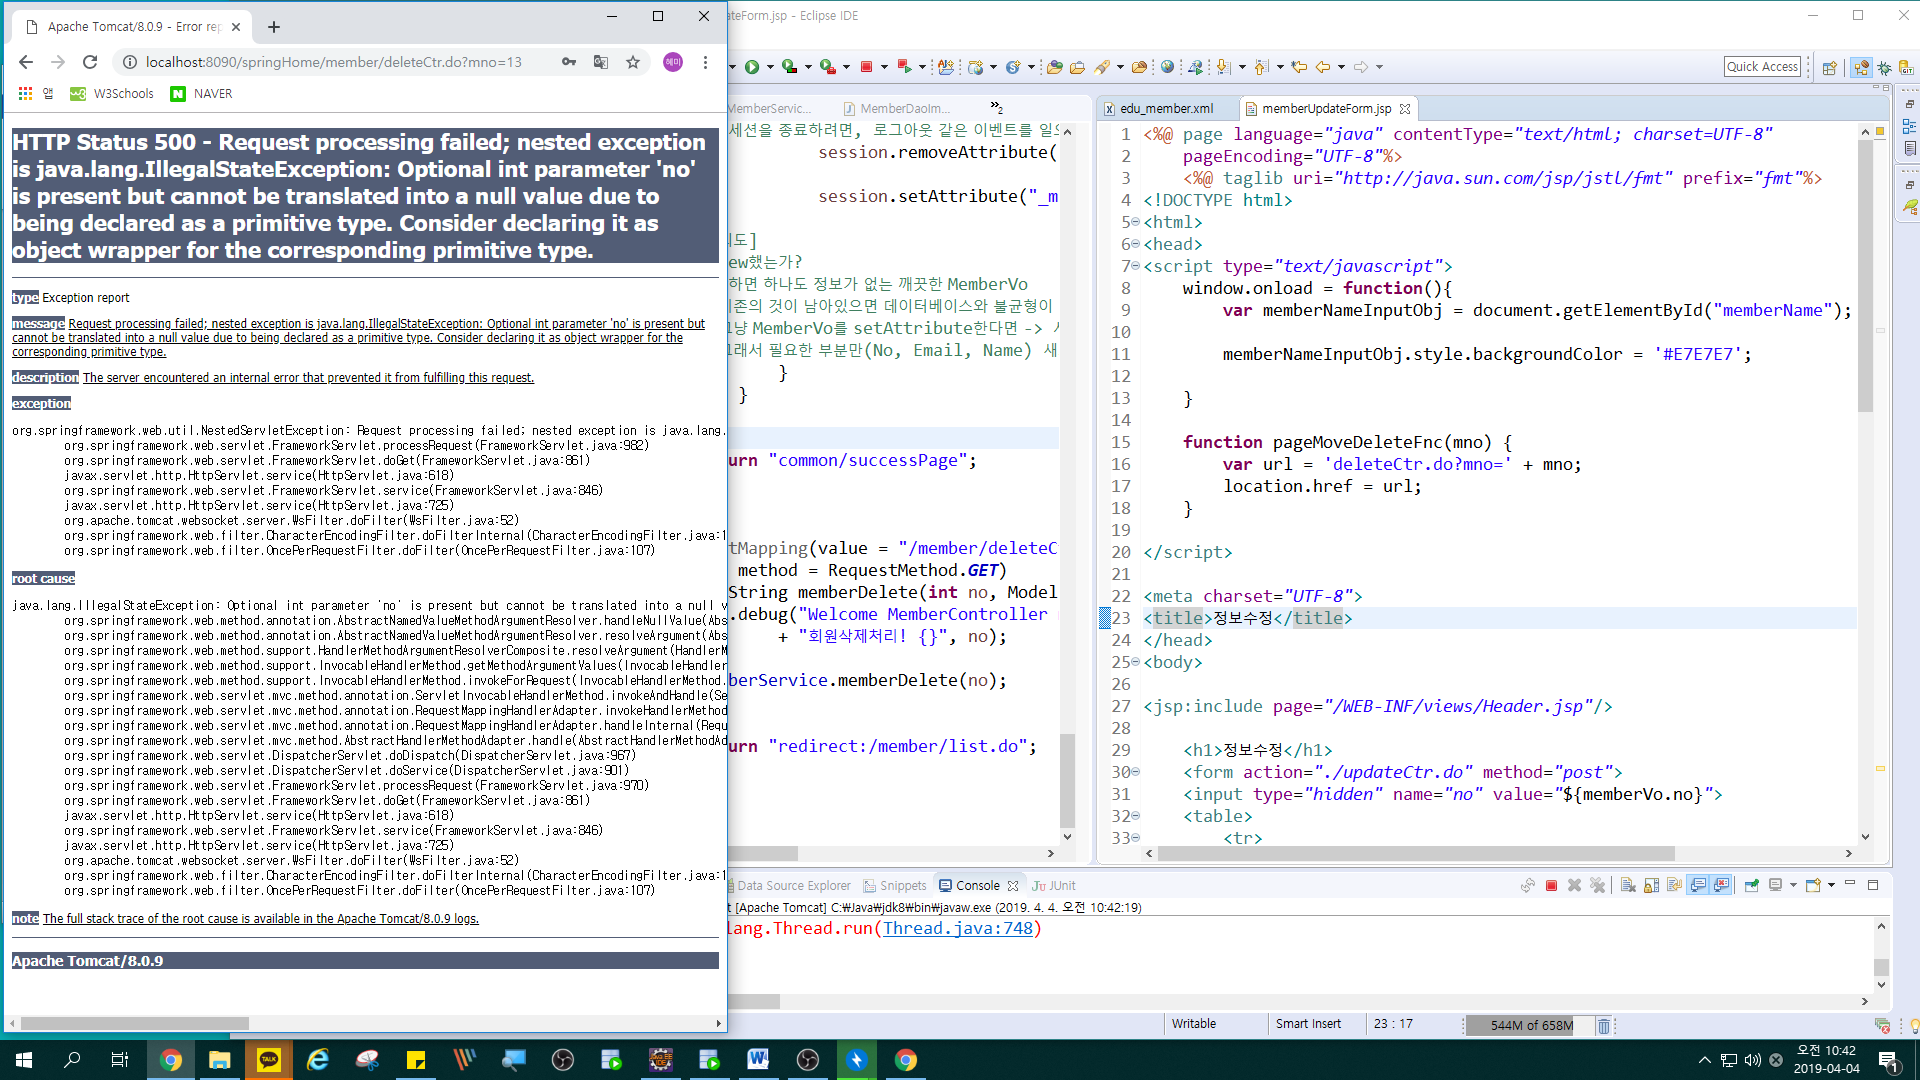 Apache Tomcat/8.0.9 - Error rep
localhost:8090/springHome/member/deleteCtr.do?mno=13
혜미
앱
W3Schools
NAVER
HTTP Status 500 - Request processing failed; nested exception
is java.lang.IllegalStateException: Optional int parameter 'no'
is present but cannot be translated into a null value due to
being declared as a primitive type. Consider declaring it as
object wrapper for the corresponding primitive type.
type Exception report
message Request processing failed; nested exception is java.lang.IllegalStateException: Optional int parameter 'no' is present but
cannot be translated into a null value due to being declared as a primitive type. Consider declaring it as object wrapper for the
corresponding primitive type.
description The server encountered an internal error that prevented it from fulfilling this request.
exception
org.springframework.web.util.NestedServletException: Request processing failed; nested exception is java.lang.
org.springframework.web.servlet.FrameworkServlet.processRequest(FrameworkServlet.java:982)
org.springframework.web.servlet.FrameworkServlet.doGet(FrameworkServlet.java:861)
javax.servlet.http.HttpServlet.service(HttpServlet.java:618)
org.springframework.web.servlet.FrameworkServlet.service(FrameworkServlet.java:846)
javax.servlet.http.HttpServlet.service(HttpServlet.java:725)
org.apache.tomcat.websocket.server.WsFilter.doFilter(WsFilter.java:52)
org.springframework.web.filter.CharacterEncodingFilter.doFilterInternal(CharacterEncodingFilter.java:1
org.springframework.web.filter.OncePerRequestFilter.doFilter(OncePerRequestFilter.java:107)
root cause
java.lang.IllegalStateException: Optional int parameter 'no' is present but cannot be translated into a null v
org.springframework.web.method.annotation.AbstractNamedValueMethodArgumentResolver.handleNullValue(Abs
org.springframework.web.method.annotation.AbstractNamedValueMethodArgumentResolver.resolveArgument(Abs
org.springframework.web.method.support.HandlerMethodArgumentResolverComposite.resolveArgument(HandlerM
org.springframework.web.method.support.InvocableHandlerMethod.getMethodArgumentValues(InvocableHandler
org.springframework.web.method.support.InvocableHandlerMethod.invokeForRequest(InvocableHandlerMethod.
org.springframework.web.servlet.mvc.method.annotation.ServletInvocableHandlerMethod.invokeAndHandle(Se
org.springframework.web.servlet.mvc.method.annotation.RequestMappingHandlerAdapter.invokeHandlerMethod
org.springframework.web.servlet.mvc.method.annotation.RequestMappingHandlerAdapter.handleInternal(Requ
org.springframework.web.servlet.mvc.method.AbstractHandlerMethodAdapter.handle(AbstractHandlerMethodAd
org.springframework.web.servlet.DispatcherServlet.doDispatch(DispatcherServlet.java:967)
org.springframework.web.servlet.DispatcherServlet.doService(DispatcherServlet.java:901)
org.springframework.web.servlet.FrameworkServlet.processRequest(FrameworkServlet.java:970)
org.springframework.web.servlet.FrameworkServlet.doGet(FrameworkServlet.java:861)
javax.servlet.http.HttpServlet.service(HttpServlet.java:618)
org.springframework.web.servlet.FrameworkServlet.service(FrameworkServlet.java:846)
javax.servlet.http.HttpServlet.service(HttpServlet.java:725)
org.apache.tomcat.websocket.server.WsFilter.doFilter(WsFilter.java:52)
org.springframework.web.filter.CharacterEncodingFilter.doFilterInternal(CharacterEncodingFilter.java:1
org.springframework.web.filter.OncePerRequestFilter.doFilter(OncePerRequestFilter.java:107)
note The full stack trace of the root cause is available in the Apache Tomcat/8.0.9 logs.
Apache Tomcat/8.0.9
ateForm.jsp - Eclipse IDE
Quick Access
MemberServic...
MemberDaoIm...
2
세션을 종료하려면, 로그아웃 같은 이벤트를 일으
session.removeAttribute(
session.setAttribute("_m
의도]
ew했는가?
하면 하나도 정보가 없는 깨끗한 MemberVo
기존의 것이 남아있으면 데이터베이스와 불균형이
그냥 MemberVo를 setAttribute한다면 ->
그래서 필요한 부분만(No, Email, Name) 새
}
}
urn "common/successPage";
tMapping(value = "/member/deleteC
method = RequestMethod.GET)
String memberDelete(int no, Model
.debug("Welcome MemberController
+ "회원삭제처리! {}", no);
berService.memberDelete(no);
urn "redirect:/member/list.do";
edu_member.xml
memberUpdateForm.jsp
1 <%@ page language="java" contentType="text/html; charset=UTF-8"
2 pageEncoding="UTF-8"%>
3 <%@ taglib uri="http://java.sun.com/jsp/jstl/fmt" prefix="fmt"%>
4 <!DOCTYPE html>
5 <html>
6 <head>
7 <script type="text/javascript">
8 window.onload = function(){
9 var memberNameInputObj = document.getElementById("memberName");
10
11 memberNameInputObj.style.backgroundColor = '#E7E7E7';
12
13 }
14
15 function pageMoveDeleteFnc(mno) {
16 var url = 'deleteCtr.do?mno=' + mno;
17 location.href = url;
18 }
19
20 </script>
21
22 <meta charset="UTF-8">
23 <title>정보수정</title>
24 </head>
25 <body>
26
27 <jsp:include page="/WEB-INF/views/Header.jsp"/>
28
29 <h1>정보수정</h1>
30 <form action="./updateCtr.do" method="post">
31 <input type="hidden" name="no" value="${memberVo.no}">
32 <table>
33 <tr>
Data Source Explorer
Snippets
Console
JUnit
t [Apache Tomcat] C:₩Java₩jdk8₩bin₩javaw.exe (2019. 4. 4. 오전 10:42:19)
lang.Thread.run(Thread.java:748)
Writable
Smart Insert
23 : 17
544M of 658M
TALK
오전 10:42
2019-04-04
1